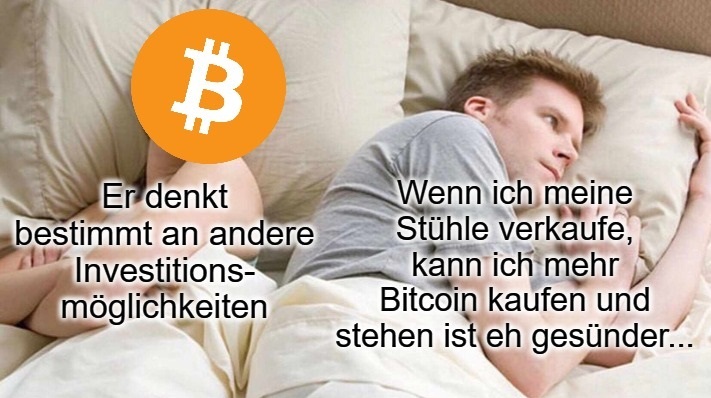 Er denkt
bestimmt an andere
Investitions-
möglichkeiten
Wenn ich meine
Stühle verkaufe,
kann ich mehr
Bitcoin kaufen und
stehen ist eh gesünder...